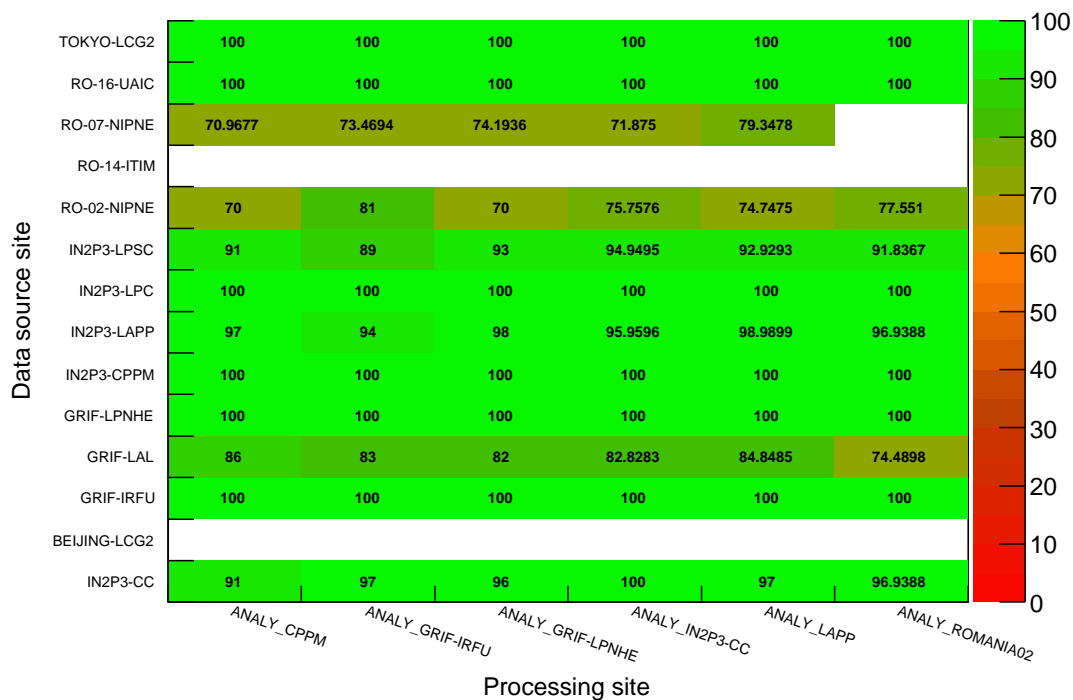 TOKYO-LCG2 100 100 100 100 100 100
RO-16-UAIC 100 100 100 100 100 100
RO-07-NIPNE 70.9677 73.4694 74.1936 71.875 79.3478
RO-14-ITIM
RO-02-NIPNE 70 81 70 75.7576 74.7475 77.551
IN2P3-LPSC 91 89 93 94.9495 92.9293 91.8367
IN2P3-LPC 100 100 100 100 100 100
IN2P3-LAPP 97 94 98 95.9596 98.9899 96.9388
IN2P3-CPPM 100 100 100 100 100 100
GRIF-LPNHE 100 100 100 100 100 100
GRIF-LAL 86 83 82 82.8283 84.8485 74.4898
GRIF-IRFU 100 100 100 100 100 100
BEIJING-LCG2
IN2P3-CC 91 97 96 100 97 96.9388
ANALY_CPPM ANALY_GRIF-IRFU ANALY_GRIF-LPNHE ANALY_IN2P3-CC ANALY_LAPP ANALY_ROMANIA02
Processing site
Data source site
100
90
80
70
60
50
40
30
20
10
0